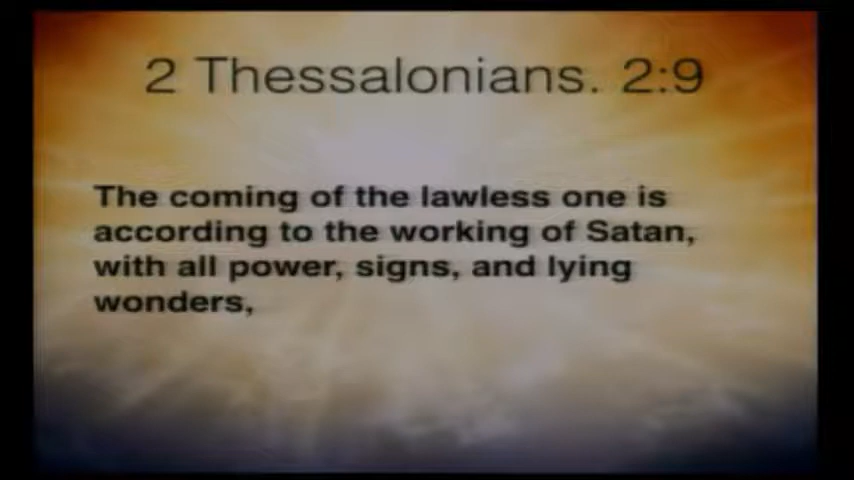 2 Thessalonians. 2:9
The coming of the lawless one is
according to the working of Satan,
with all power, signs, and lying
wonders,